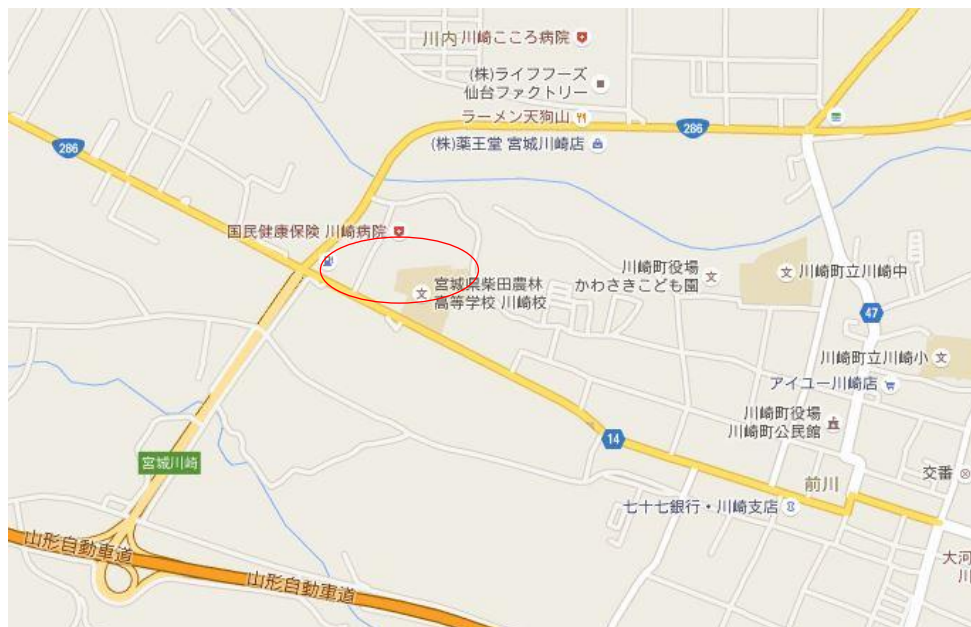 川内
川崎こころ病院
(株)ライフフーズ
仙台ファクトリー
ラーメン天狗山
286
(株)薬王堂 宮城川崎店
286
国民健康保険 川崎病院
川崎町役場
かわさきこども園
川崎町立川崎中
宮城県柴田農林
高等学校 川崎校
47
川崎町立川崎小
アイユー川崎店
川崎町役場
川崎町公民館
14
宮城川崎
交番
前川
七十七銀行・川崎支店
山形自動車道
山形自動車道
大河
川